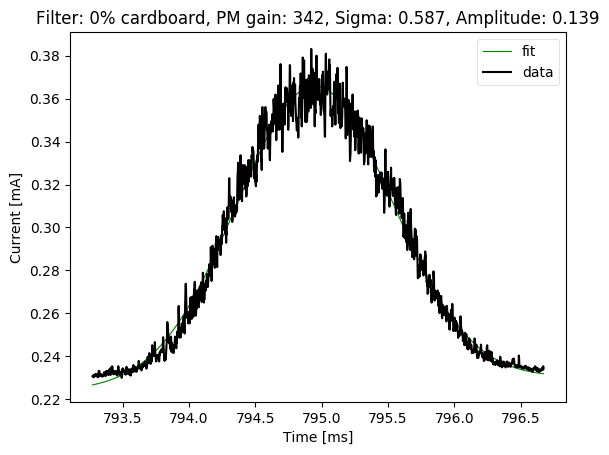 Filter: 0% cardboard, PM gain: 342, Sigma: 0.587, Amplitude: 0.139
fit
data
0.38
0.36
0.34
0.32
0.30
0.28
0.26
0.24
0.22
Current [mA]
793.5 794.0 794.5 795.0 795.5 796.0 796.5
Time [ms]